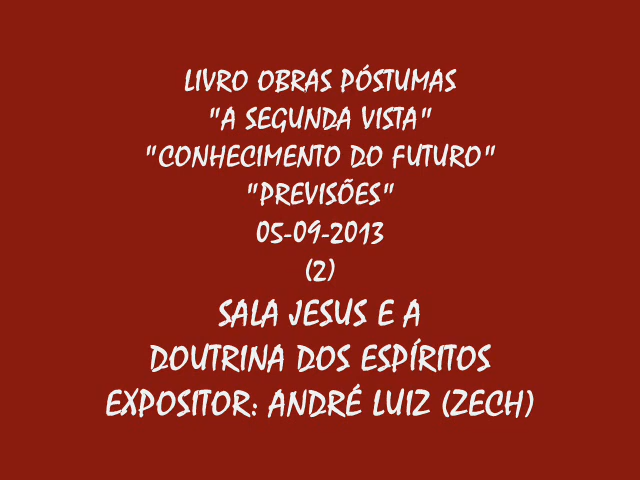 LIVRO OBRAS PÓSTUMAS
"A SEGUNDA VISTA"
"CONHECIMENTO DO FUTURO"
"PREVISÕES"
05-09-2013
(2)
SALA JESUS E A
DOUTRINA DOS ESPÍRITOS
EXPOSITOR: ANDRÉ LUIZ (ZECH)